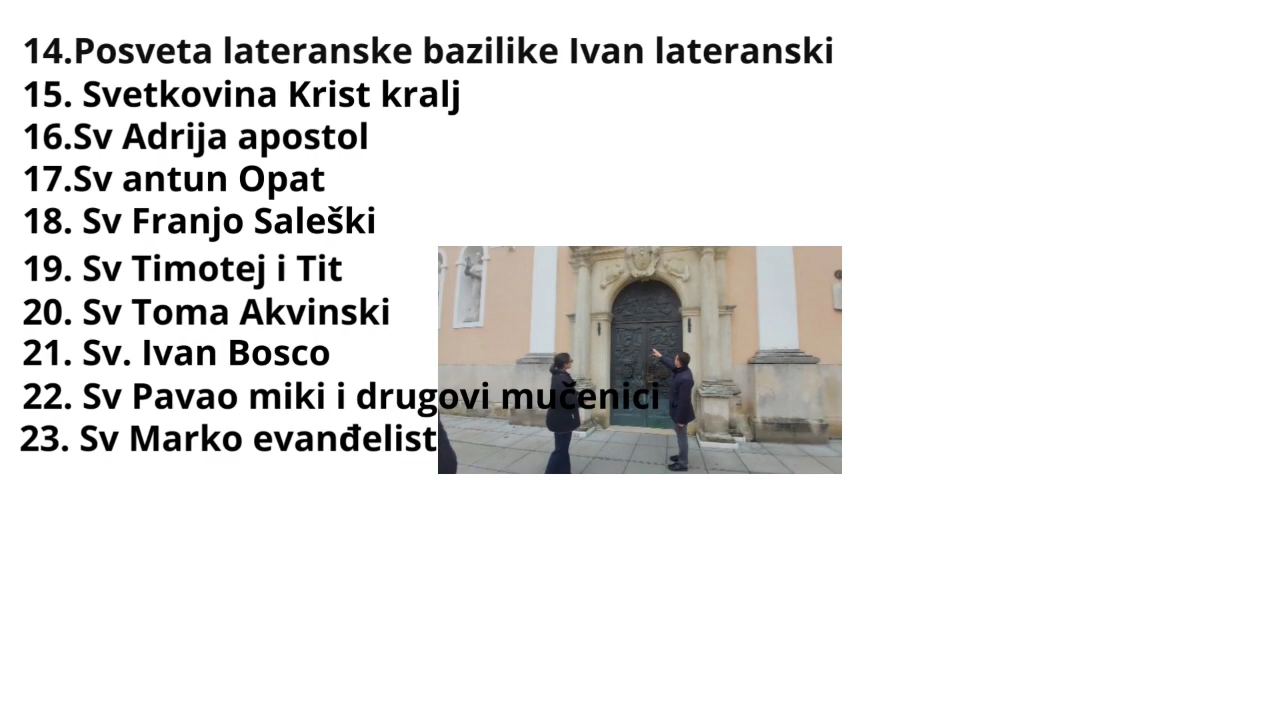 14.Posveta lateranske bazilike Ivan lateranski
15. Svetkovina Krist kralj
16.Sv Adrija apostol
17.Sv antun Opat
18. Sv Franjo Saleški
19. Sv Timotej i Tit
20. Sv Toma Akvinski
21. Sv. Ivan Bosco
22. Sv Pavao miki i drugovi mučenici
23. Sv Marko evanđelist